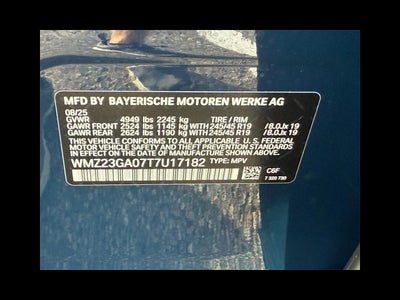 MFD BY BAYERISCHE MOTOREN WERKE AG
08/25
GVWR 4949 lbs 2245 kg TIRE / RIM
GAWR FRONT 2524 lbs 1145 kg WITH 245/45 R19 / 8.0Jx 19
GAWR REAR 2624 lbs 1190 kg WITH 245/45 R19 / 8.0Jx 19
THIS VEHICLE CONFORMS TO ALL APPLICABLE U.S. FEDERAL
MOTOR VEHICLE SAFETY, BUMPER, AND THEFT PREVENTION STANDARDS
IN EFFECT ON THE DATE OF MANUFACTURE SHOWN ABOVE.
WMZ23GA07T7U17182 TYPE: MPV
C6F
7 320 730